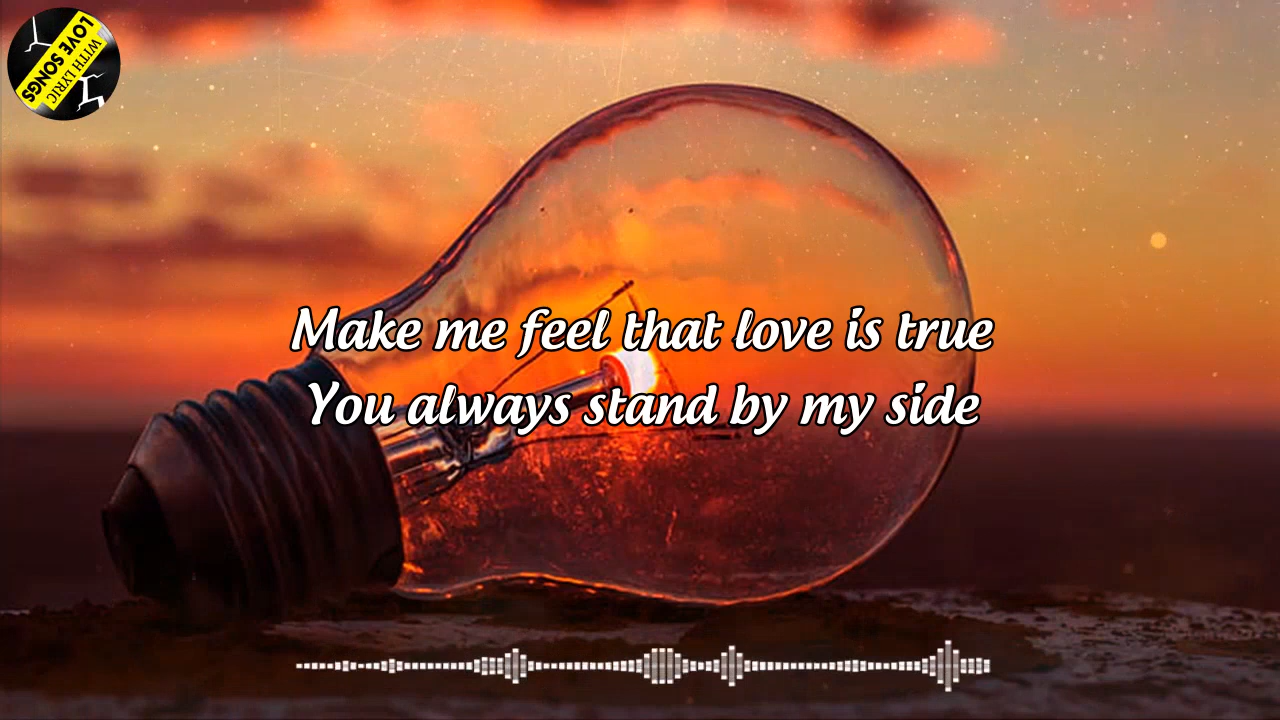 LOVE SONGS
WITH LYRIC
Make me feel that love is true
You always stand by my side